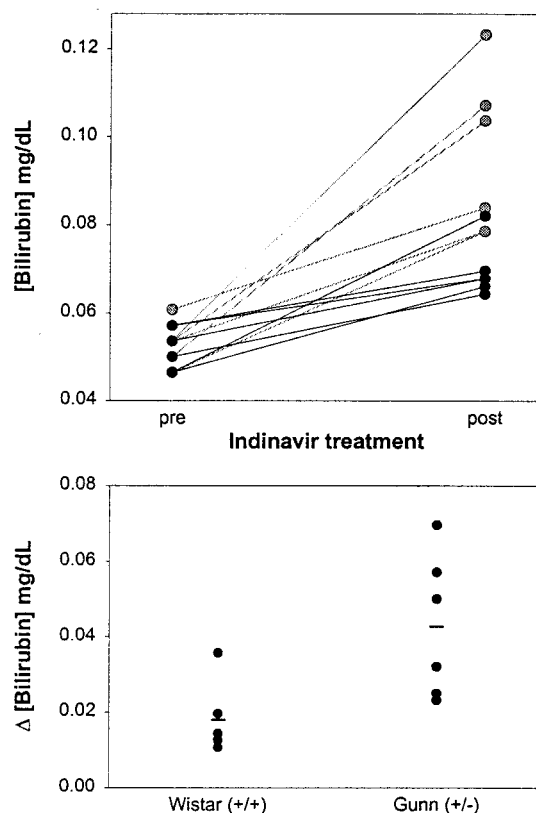 [Bilirubin] mg/dL
0.12
0.10
0.08
0.06
0.04
pre
post
Indinavir treatment
Δ [Bilirubin] mg/dL
0.08
0.06
0.04
0.02
0.00
Wistar (+/+)
Gunn (+/-)